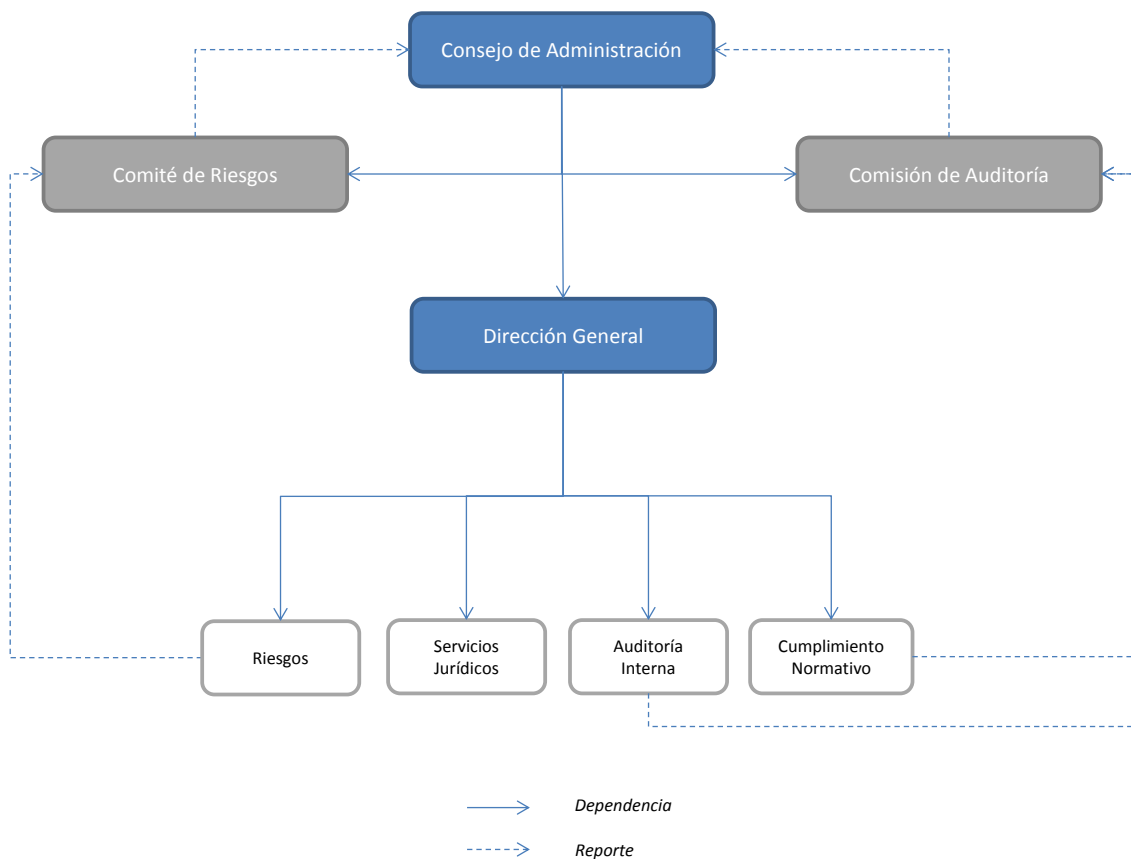 Consejo de Administración
Comité de Riesgos
Comisión de Auditoría
Dirección General
Riesgos
Servicios
Jurídicos
Auditoría
Interna
Cumplimiento
Normativo
Dependencia
Reporte